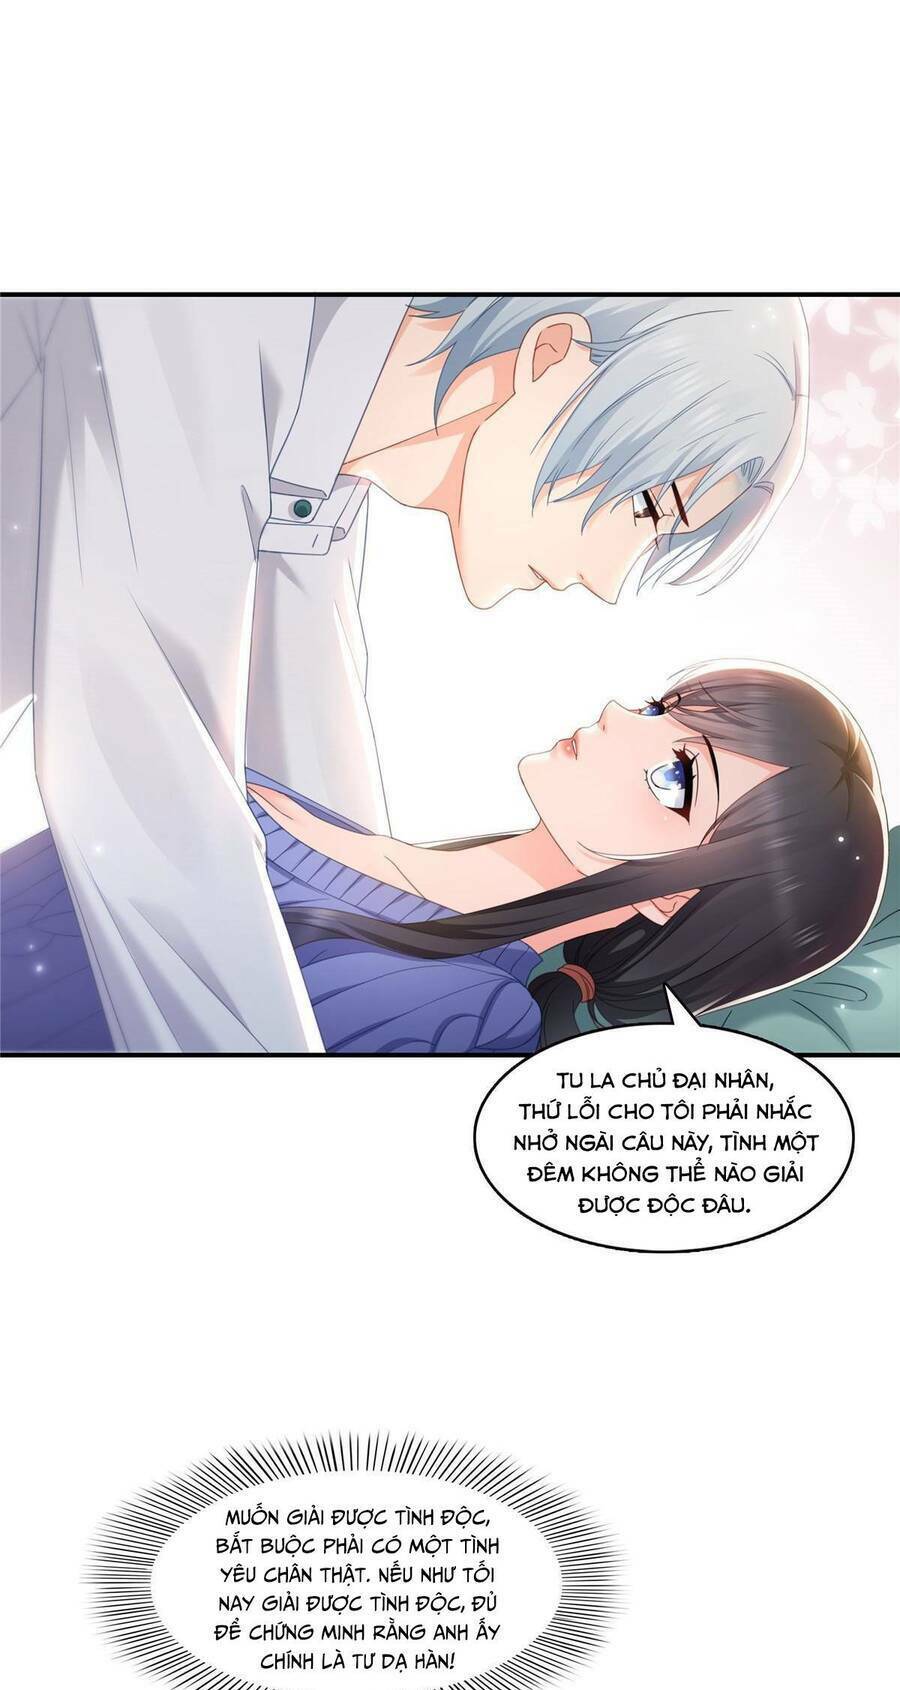 TU LA CHỦ ĐẠI NHÂN,
THỨ LỖI CHO TÔI PHẢI NHẮC
NHỞ NGÀI CÂU NÀY, TÌNH MỘT
ĐÊM KHÔNG THỂ NÀO GIẢI
ĐƯỢC ĐỘC ĐÂU.
MUỐN GIẢI ĐƯỢC TÌNH ĐỘC,
BẮT BUỘC PHẢI CÓ MỘT TÌNH
YÊU CHÂN THẬT. NẾU NHƯ TỐI
NAY GIẢI ĐƯỢC TÌNH ĐỘC, ĐỦ
ĐỂ CHỨNG MINH RẰNG ANH ẤY
CHÍNH LÀ TƯ DẠ HÀN!